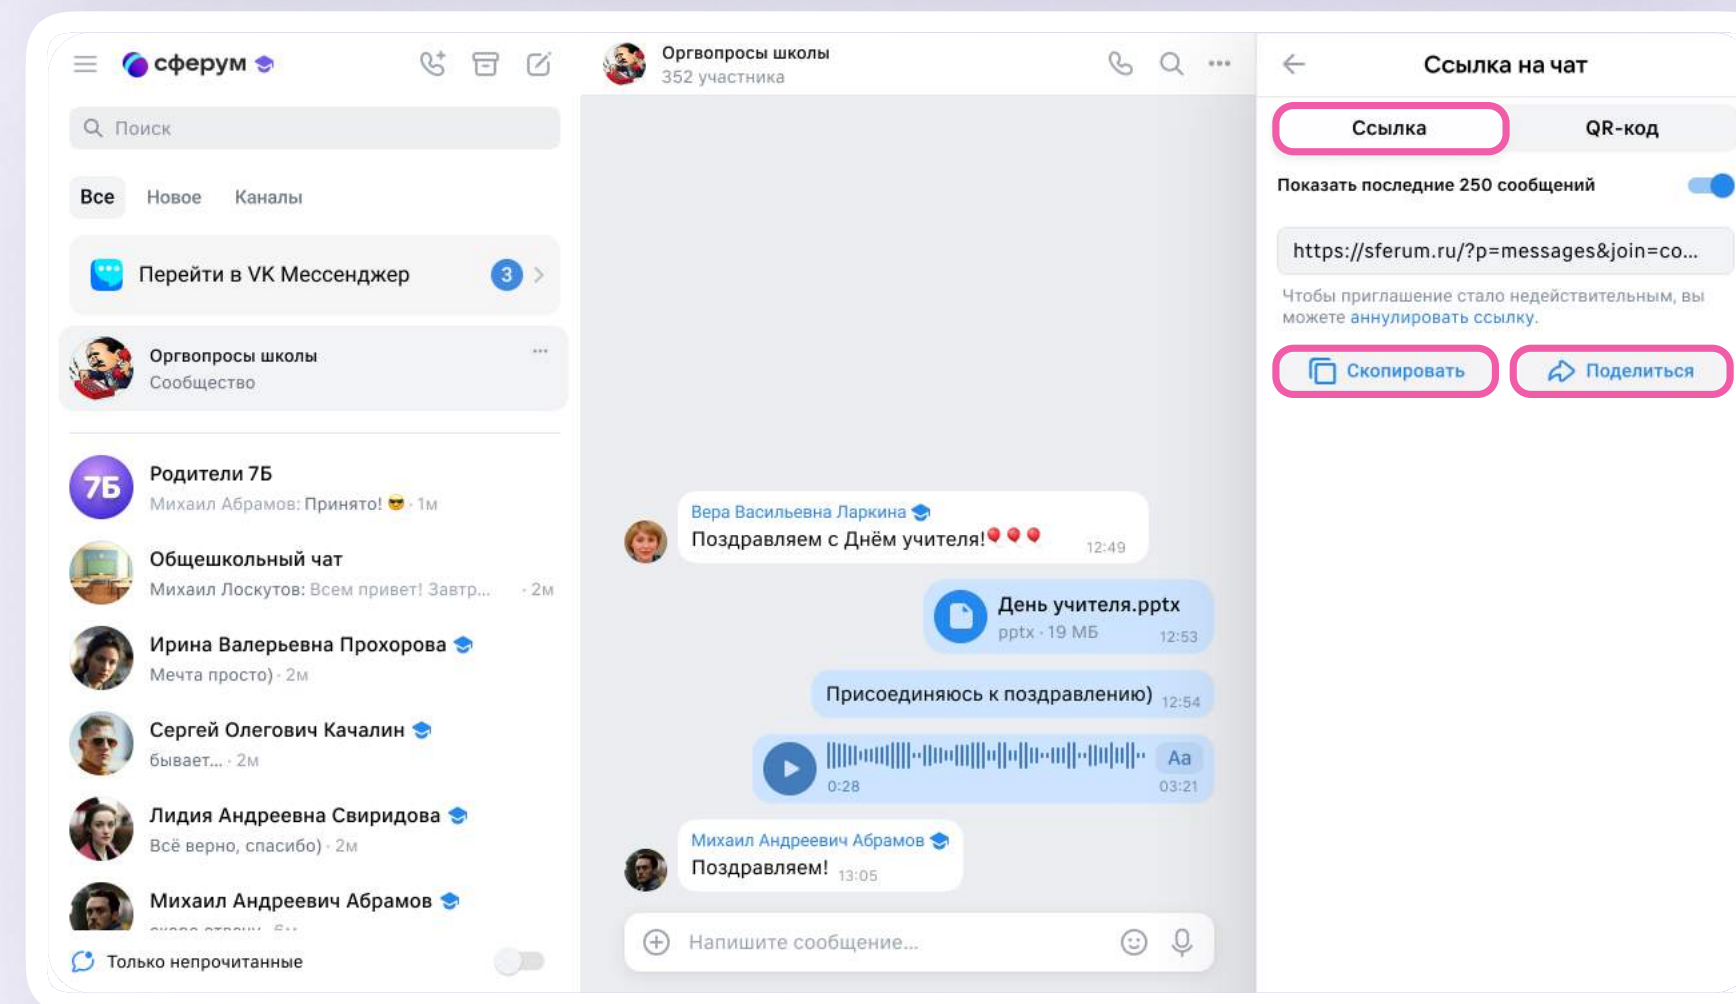 сферум
Поиск
Все
Новое
Каналы
Перейти в VK Мессенджер
3
Оргвопросы школы
Сообщество
7Б
Родители 7Б
Михаил Абрамов: Принято! 😎 · 1м
Общешкольный чат
Михаил Лоскутов: Всем привет! Завтр... · 2м
Ирина Валерьевна Прохорова
Мечта просто) · 2м
Сергей Олегович Качалин
бывает... · 2м
Лидия Андреевна Свиридова
Всё верно, спасибо) · 2м
Михаил Андреевич Абрамов
Только непрочитанные
Оргвопросы школы
352 участника
Вера Васильевна Ларкина
Поздравляем с Днём учителя!🎈🎈🎈
12:49
День учителя.pptx
pptx · 19 МБ
12:53
Присоединяюсь к поздравлению) 12:54
Aa
0:28
03:21
Михаил Андреевич Абрамов
Поздравляем! 13:05
Напишите сообщение...
Ссылка на чат
Ссылка
QR-код
Показать последние 250 сообщений
https://sferum.ru/?p=messages&join=co...
Чтобы приглашение стало недействительным, вы
можете аннулировать ссылку.
Скопировать
Поделиться